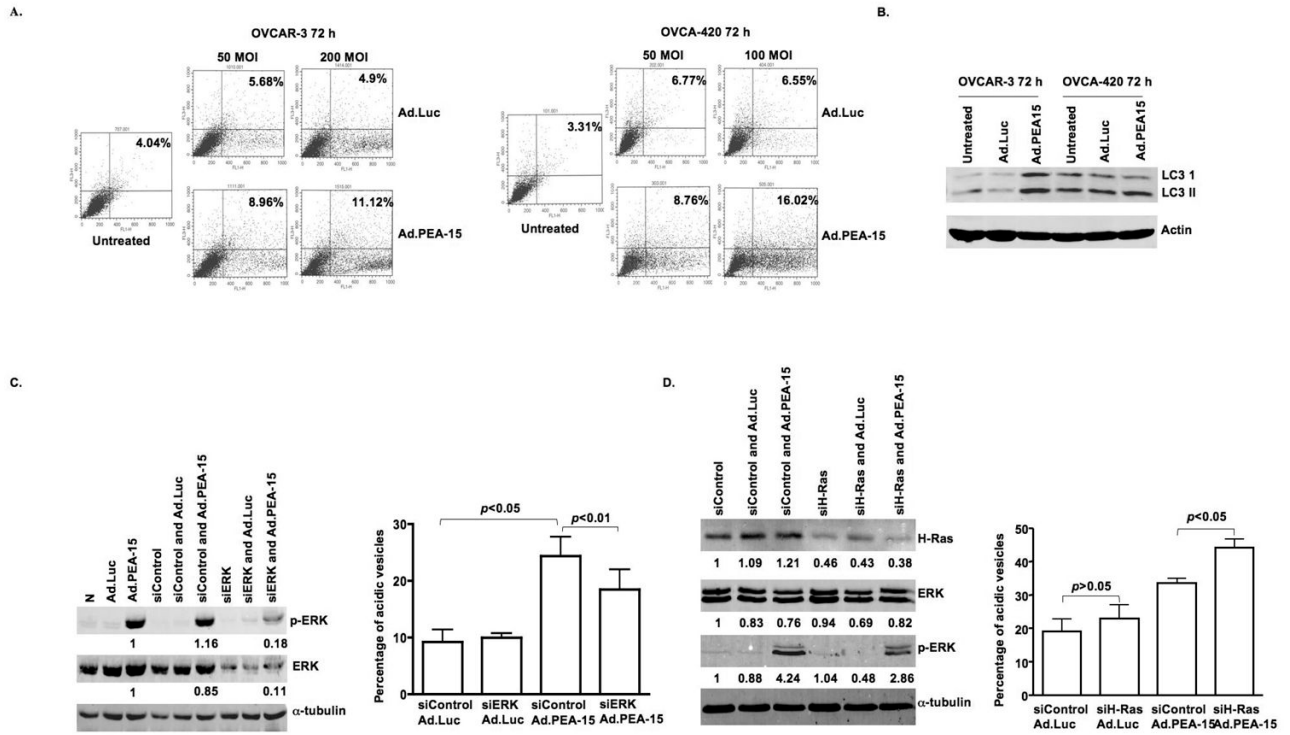 A.
OVCAR-3 72 h
50 MOI 200 MOI
5.68% 4.9%
Ad.Luc
4.04%
Untreated
8.96% 11.12%
Ad.PEA-15
OVCA-420 72 h
50 MOI 100 MOI
6.77% 6.55%
Ad.Luc
3.31%
Untreated
8.76% 16.02%
Ad.PEA-15
B.
OVCAR-3 72 h OVCA-420 72 h
Untreated Ad.Luc Ad.PEA15 Untreated Ad.Luc Ad.PEA15
LC3 1
LC3 II
Actin
C.
N
Ad.Luc
Ad.PEA-15
siControl
siControl and Ad.Luc
siControl and Ad.PEA-15
siERK
siERK and Ad.Luc
siERK and Ad.PEA-15
p-ERK
1 1.16 0.18
ERK
1 0.85 0.11
α-tubulin
Percentage of acidic vesicles
30
20
10
0
p<0.05
p<0.01
siControl siERK siControl siERK
Ad.Luc Ad.Luc Ad.PEA-15 Ad.PEA-15
D.
siControl
siControl and Ad.Luc
siControl and Ad.PEA-15
siH-Ras
siH-Ras and Ad.Luc
siH-Ras and Ad.PEA-15
H-Ras
1 1.09 1.21 0.46 0.43 0.38
ERK
1 0.83 0.76 0.94 0.69 0.82
p-ERK
1 0.88 4.24 1.04 0.48 2.86
α-tubulin
Percentage of acidic vesicles
50
40
30
20
10
0
p>0.05
p<0.05
siControl siH-Ras siControl siH-Ras
Ad.Luc Ad.Luc Ad.PEA-15 Ad.PEA-15